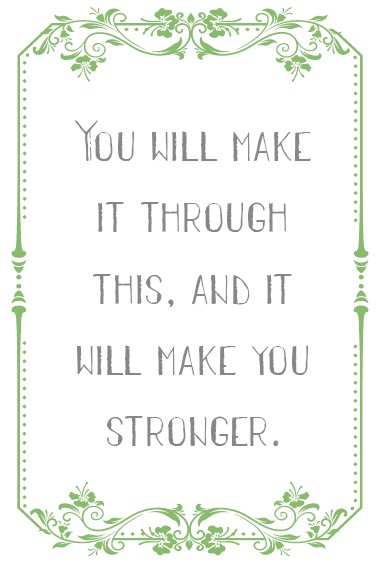 You will make
it through
this, and it
will make you
stronger.